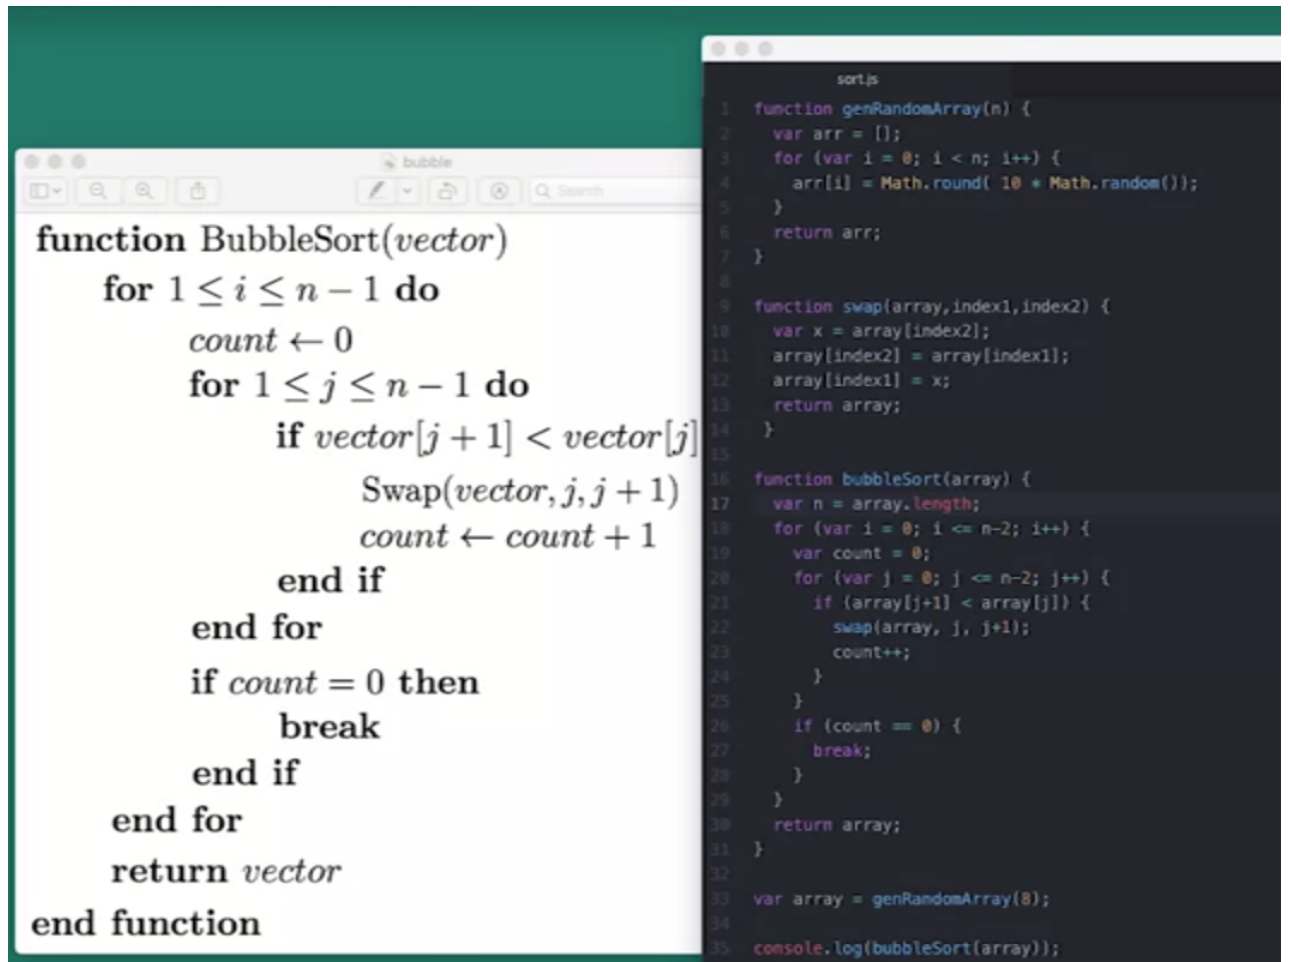 bubble
Search
function BubbleSort(vector)
for 1 ≤ i ≤ n − 1 do
count ← 0
for 1 ≤ j ≤ n − 1 do
if vector[j + 1] < vector[j]
Swap(vector, j, j + 1)
count ← count + 1
end if
end for
if count = 0 then
break
end if
end for
return vector
end function
sort.js
1 function genRandomArray(n) {
2 var arr = [];
3 for (var i = 0; i < n; i++) {
4 arr[i] = Math.round( 10 * Math.random());
5 }
6 return arr;
7 }
8
9 function swap(array,index1,index2) {
10 var x = array[index2];
11 array[index2] = array[index1];
12 array[index1] = x;
13 return array;
14 }
15
16 function bubbleSort(array) {
17 var n = array.length;
18 for (var i = 0; i <= n-2; i++) {
19 var count = 0;
20 for (var j = 0; j <= n-2; j++) {
21 if (array[j+1] < array[j]) {
22 swap(array, j, j+1);
23 count++;
24 }
25 }
26 if (count == 0) {
27 break;
28 }
29 }
30 return array;
31 }
32
33 var array = genRandomArray(8);
34
35 console.log(bubbleSort(array));